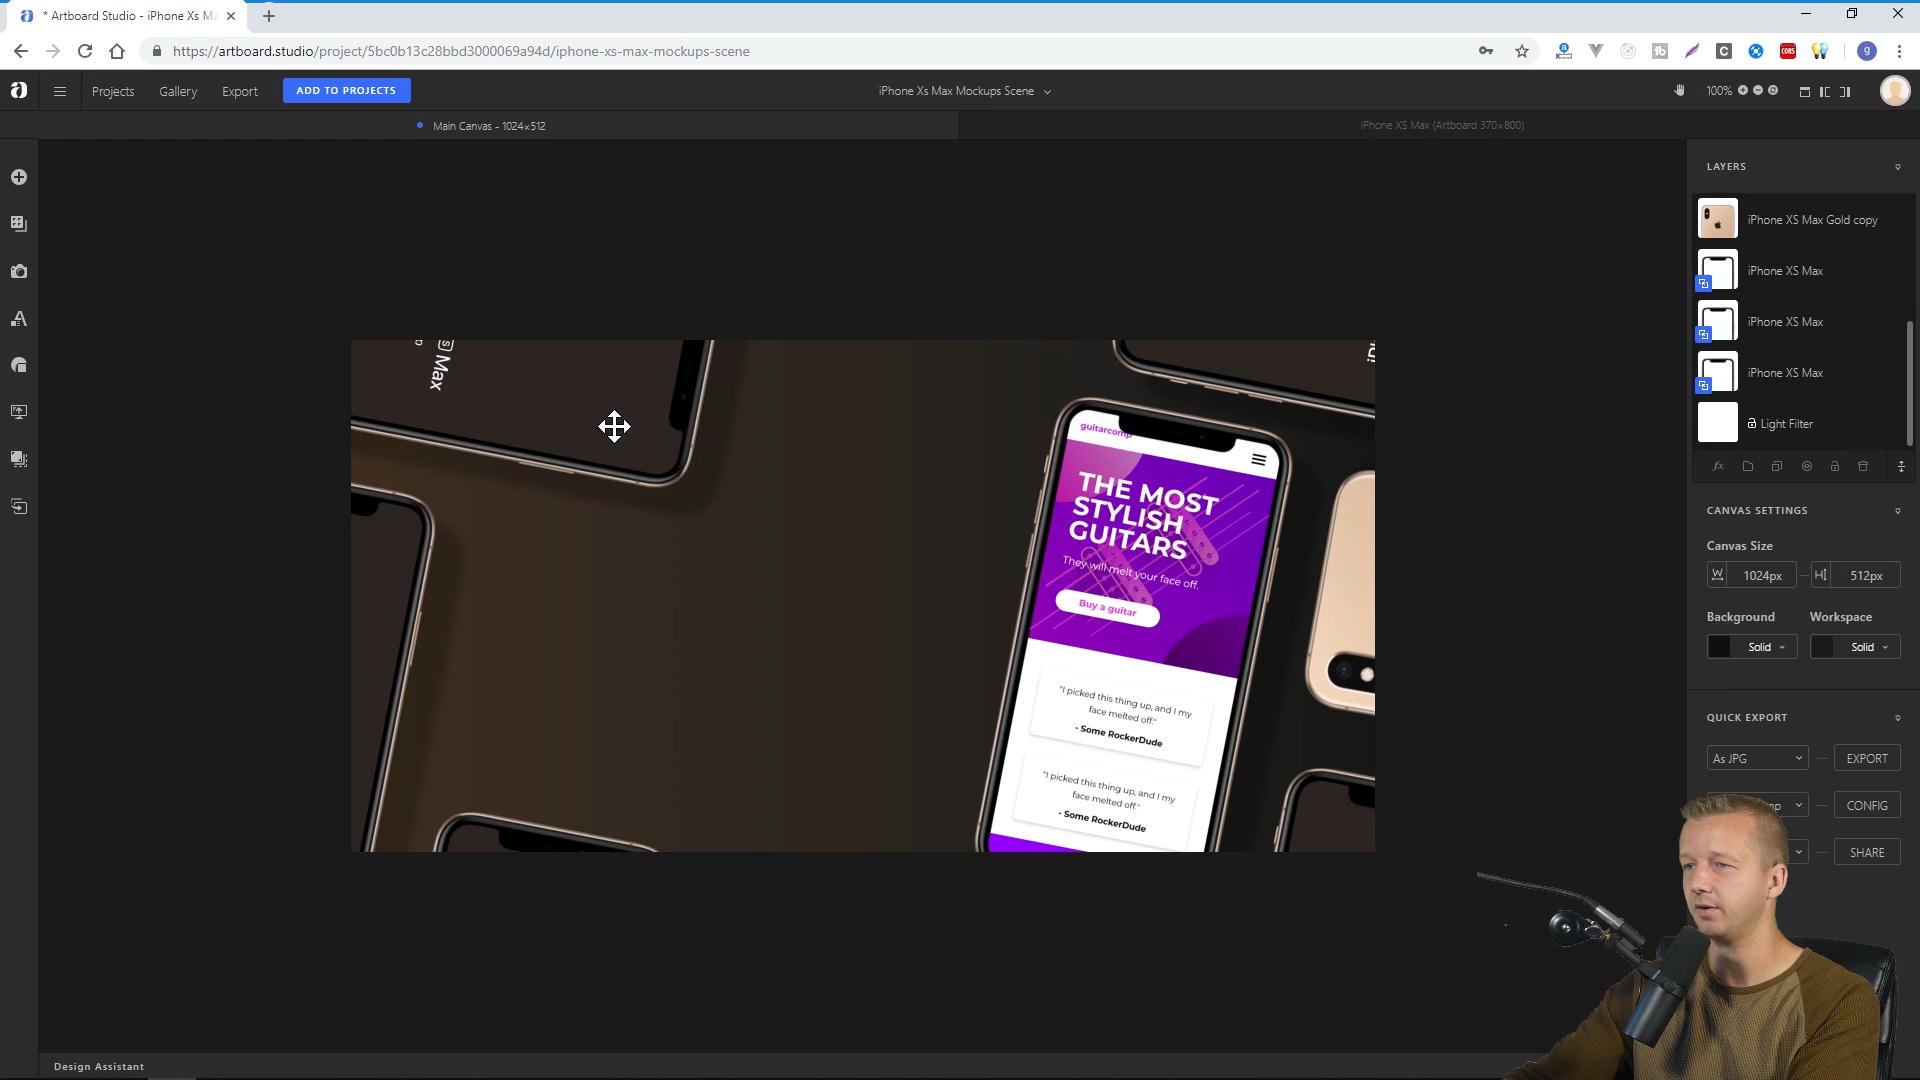 * Artboard Studio - iPhone Xs Ma
https://artboard.studio/project/5bc0b13c28bbd3000069a94d/iphone-xs-max-mockups-scene
CORS
g
Projects
Gallery
Export
ADD TO PROJECTS
iPhone Xs Max Mockups Scene
100%
Main Canvas - 1024×512
iPhone XS Max (Artboard 370×800)
LAYERS
iPhone XS Max Gold copy
iPhone XS Max
iPhone XS Max
iPhone XS Max
Light Filter
fx
CANVAS SETTINGS
Canvas Size
W
1024px
H
512px
Background
Workspace
Solid
Solid
QUICK EXPORT
As JPG
EXPORT
CONFIG
SHARE
Max
guitarcomp
THE MOST
STYLISH
GUITARS
They will melt your face off.
Buy a guitar
"I picked this thing up, and I my
face melted off."
- Some RockerDude
"I picked this thing up, and I my
face melted off."
- Some RockerDude
Design Assistant